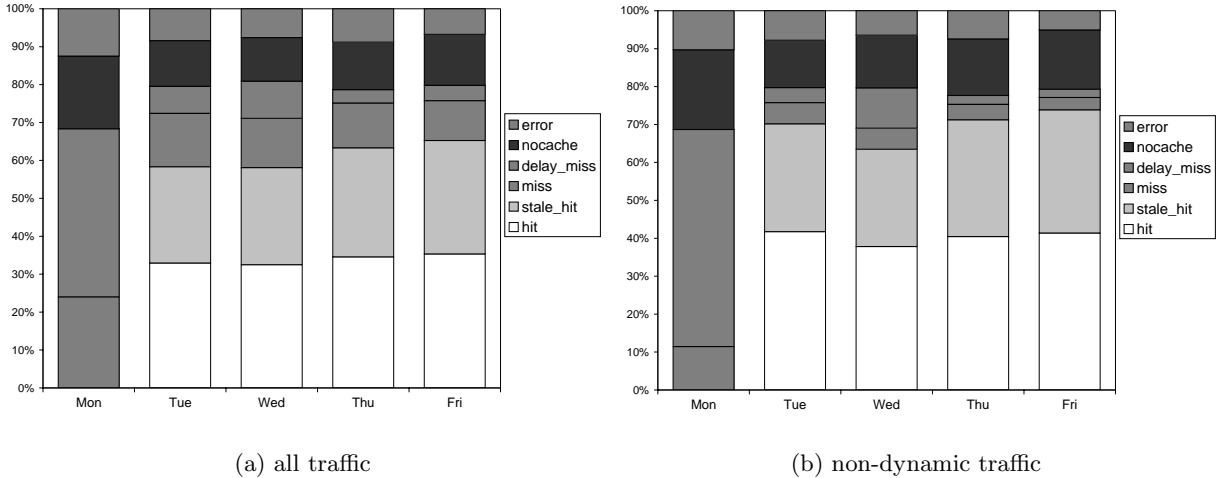 100%
90%
80%
70%
60%
50%
40%
30%
20%
10%
0%
Mon Tue Wed Thu Fri
error
nocache
delay_miss
miss
stale_hit
hit
(a) all traffic
100%
90%
80%
70%
60%
50%
40%
30%
20%
10%
0%
Mon Tue Wed Thu Fri
error
nocache
delay_miss
miss
stale_hit
hit
(b) non-dynamic traffic